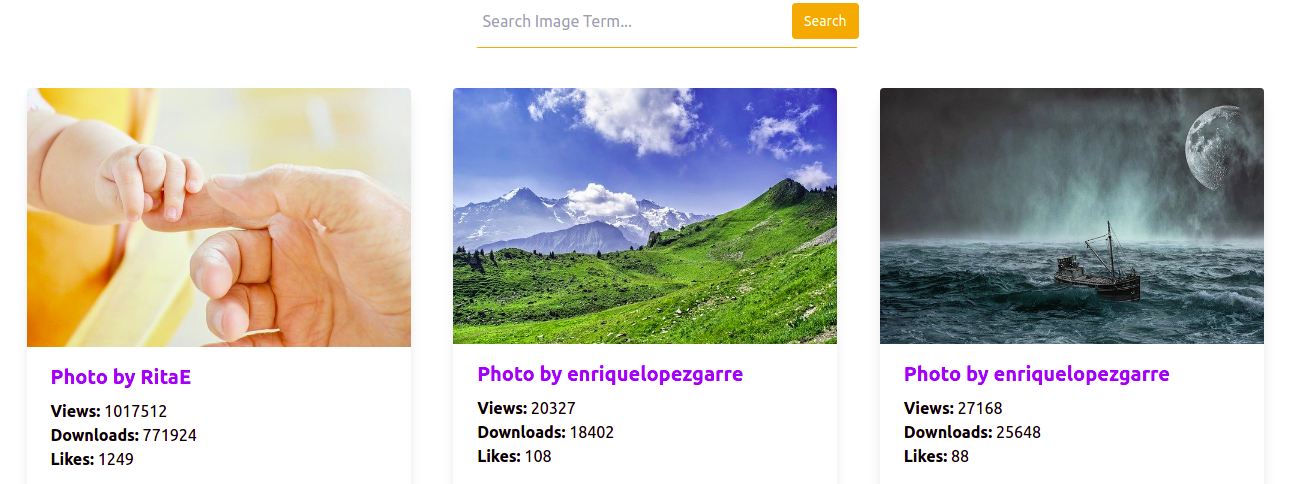 Search Image Term...
Search
Photo by RitaE
Views: 1017512
Downloads: 771924
Likes: 1249
Photo by enriquelopezgarre
Views: 20327
Downloads: 18402
Likes: 108
Photo by enriquelopezgarre
Views: 27168
Downloads: 25648
Likes: 88